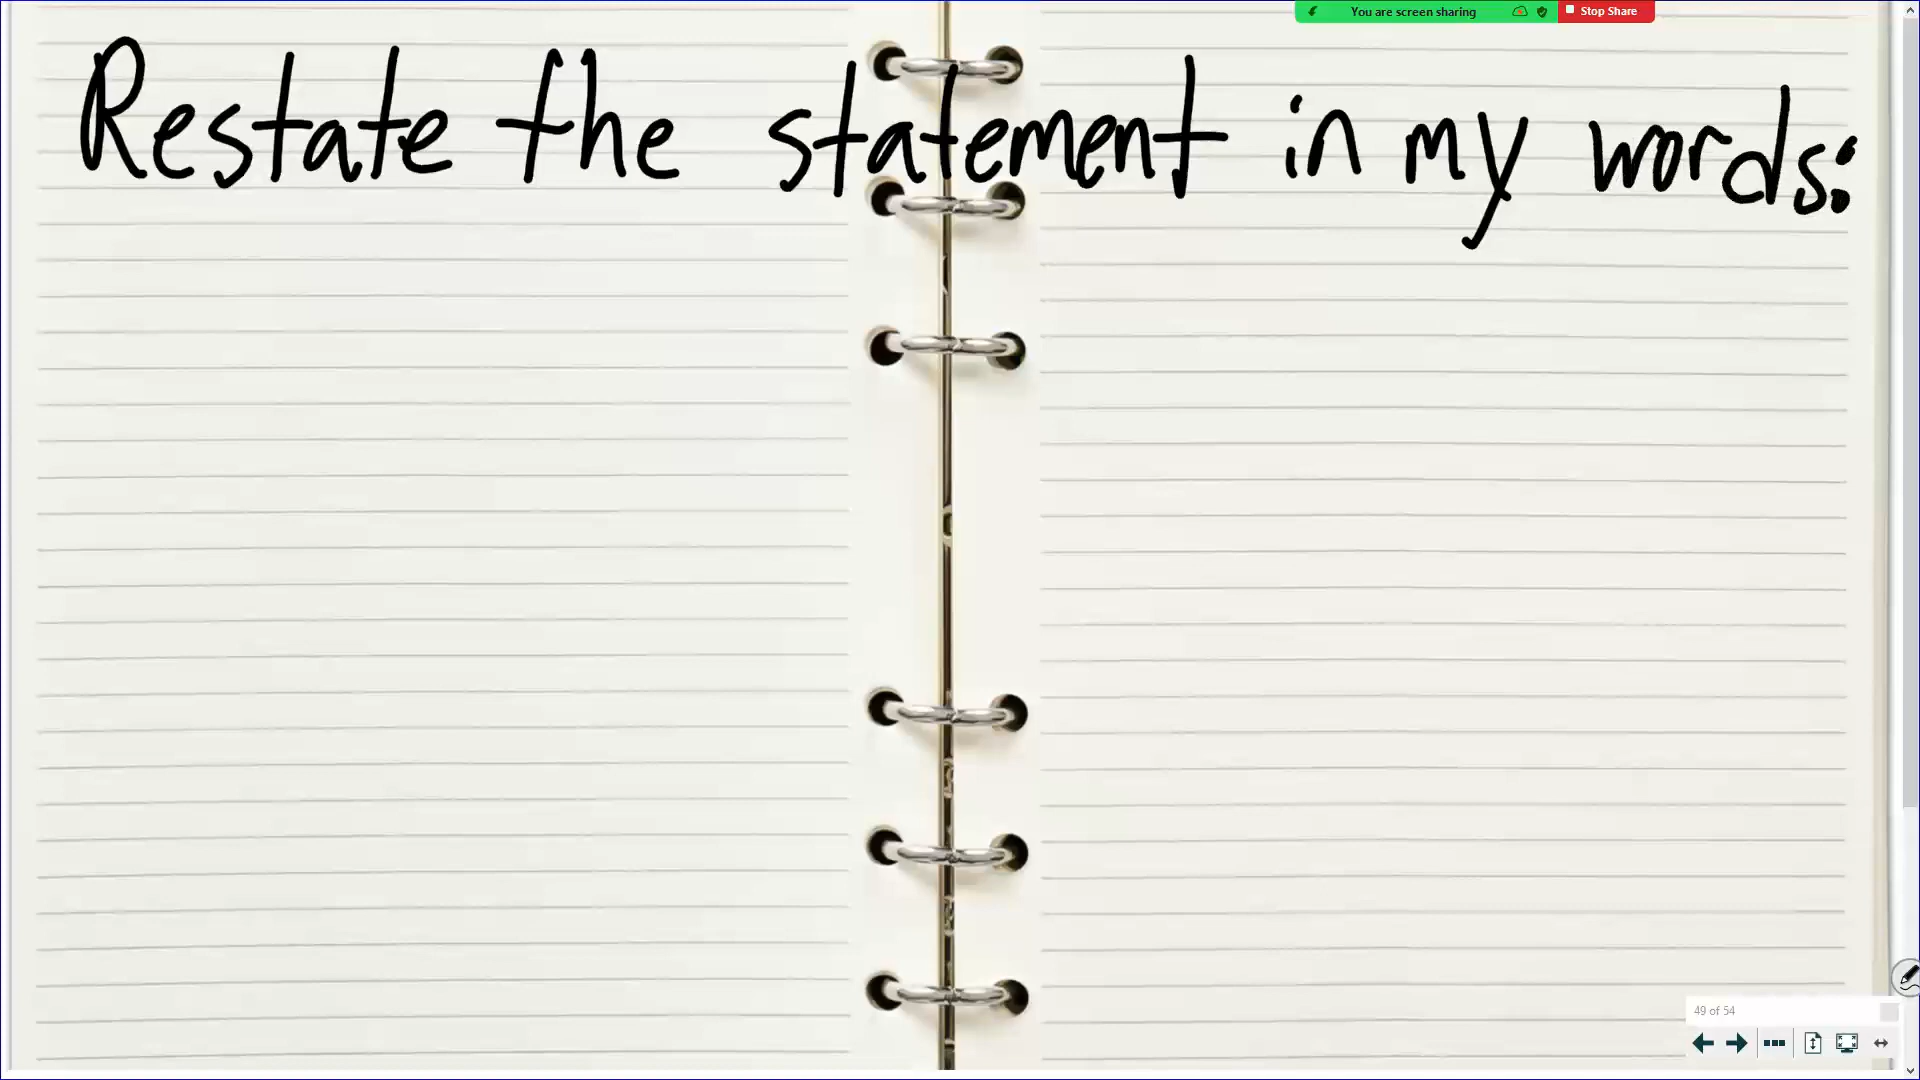 You are screen sharing
Stop Share
Restate the statement in my words:
49 of 54